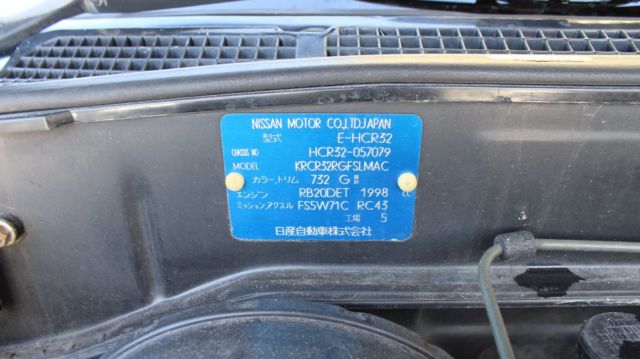 NISSAN MOTOR CO.,LTD.JAPAN
型式 E-HCR32
CHASSIS NO HCR32-057079
MODEL KRCR32RGFSLMAC
カラー,トリム 732 G
エンジン RB20DET 1998 cc
ミッション,アクスル FS5W71C RC43
工場 5
日産自動車株式会社